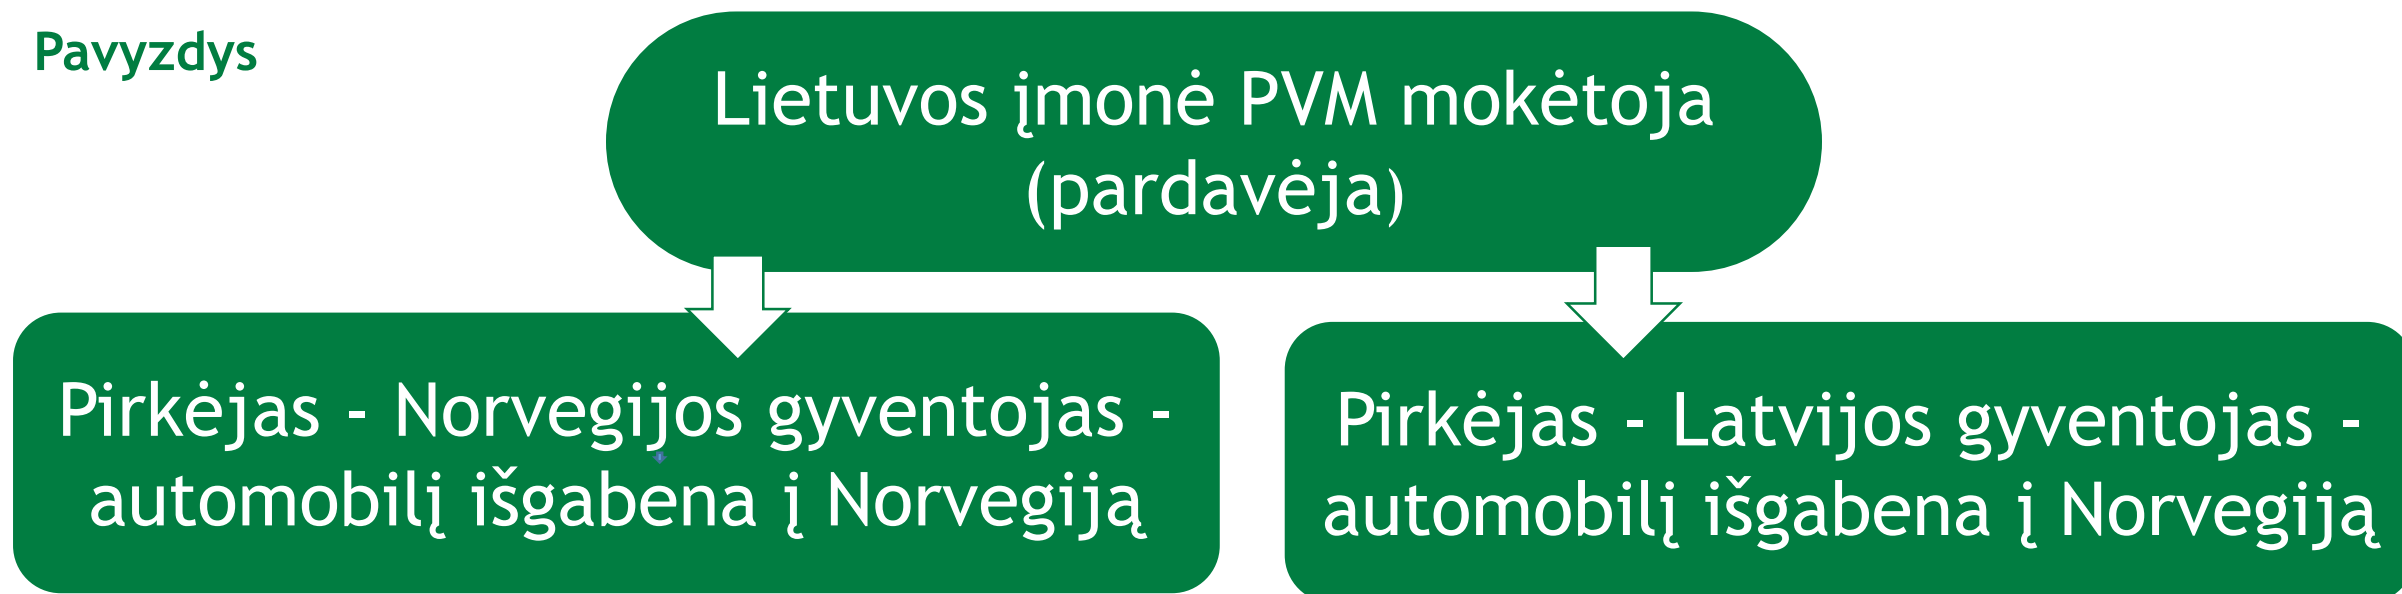 Pavyzdys
Lietuvos įmonė PVM mokėtoja
(pardavėja)
Pirkėjas - Norvegijos gyventojas -
automobilį išgabena į Norvegiją
Pirkėjas - Latvijos gyventojas -
automobilį išgabena į Norvegiją